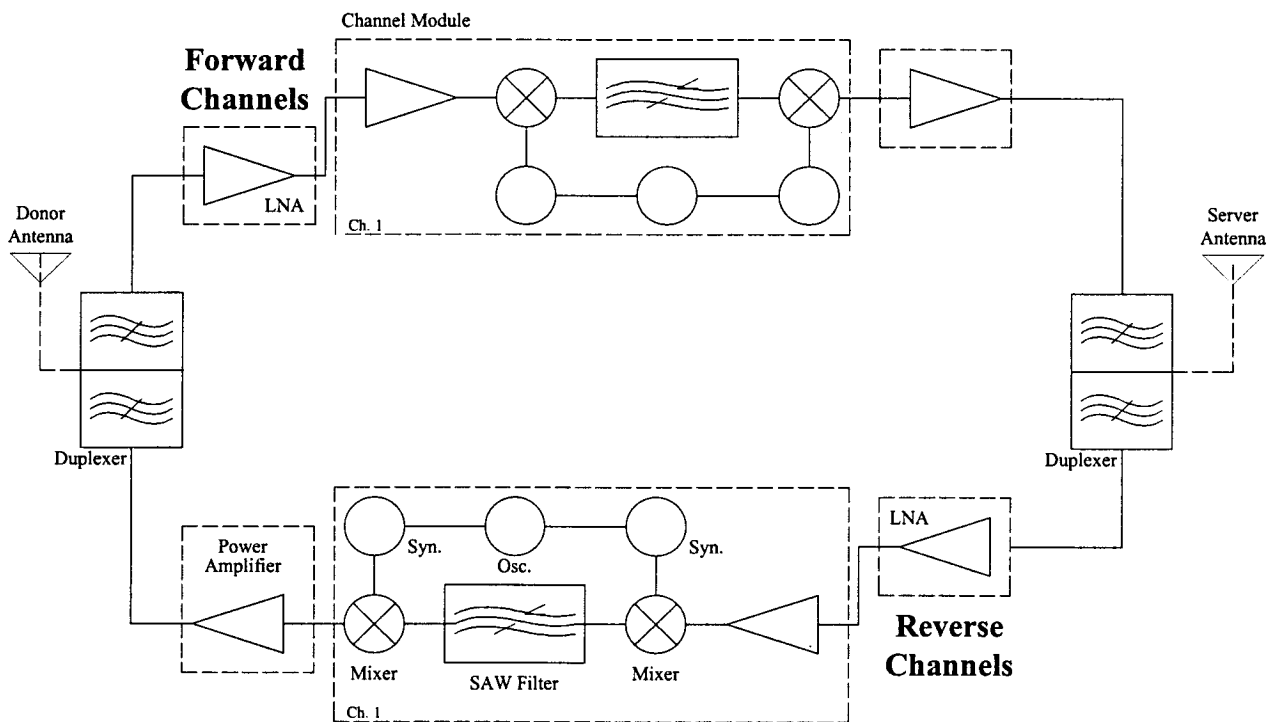 Channel Module
Forward
Channels
LNA
Ch. 1
Donor
Antenna
Server
Antenna
Duplexer
Duplexer
LNA
Power
Amplifier
Syn.
Osc.
Syn.
Reverse
Channels
Mixer
SAW Filter
Mixer
Ch. 1